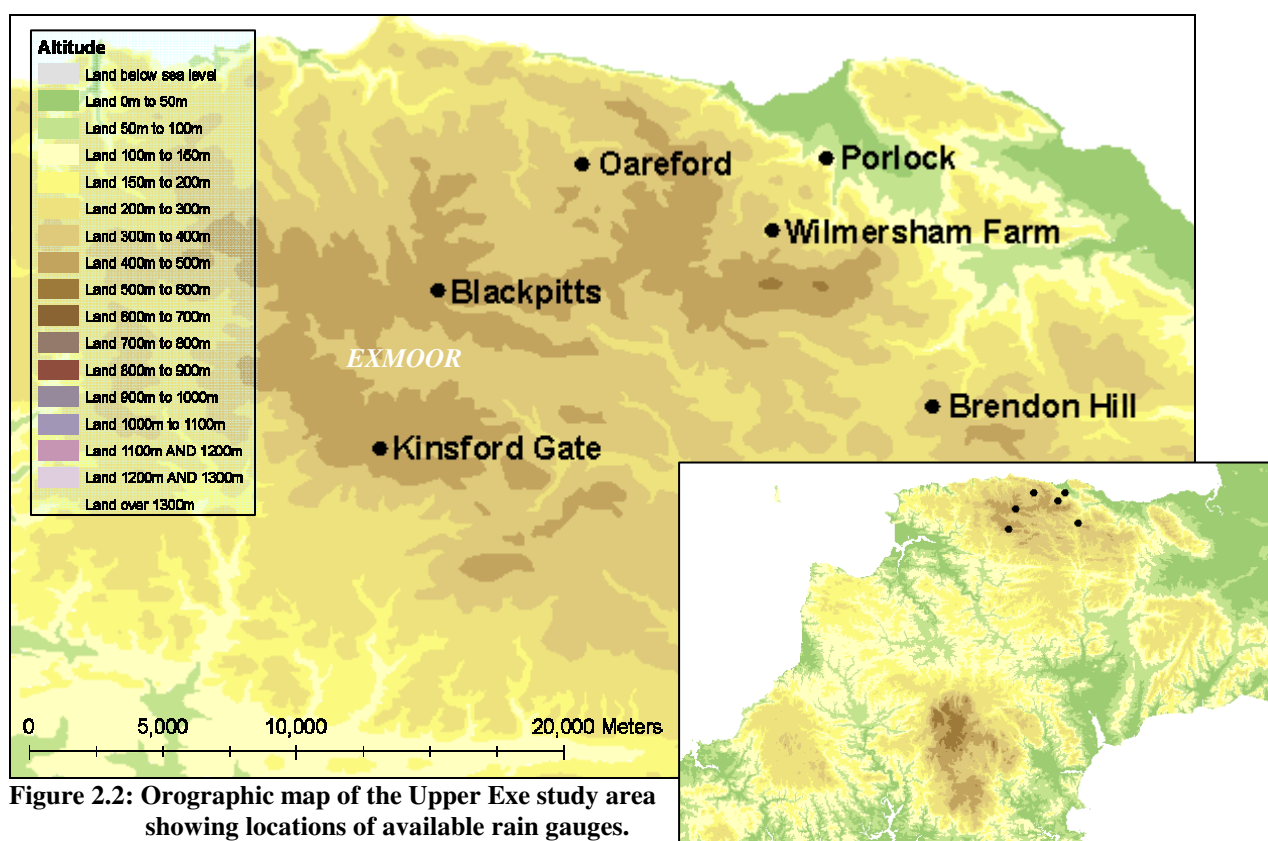 Altitude
Land below sea level
Land 0m to 50m
Land 50m to 100m
Land 100m to 150m
Land 150m to 200m
Land 200m to 300m
Land 300m to 400m
Land 400m to 500m
Land 500m to 600m
Land 600m to 700m
Land 700m to 800m
Land 800m to 900m
Land 900m to 1000m
Land 1000m to 1100m
Land 1100m AND 1200m
Land 1200m AND 1300m
Land over 1300m
Oareford
Porlock
Wilmersham Farm
Blackpitts
EXMOOR
Brendon Hill
Kinsford Gate
0 5,000 10,000 20,000 Meters
Figure 2.2: Orographic map of the Upper Exe study area
showing locations of available rain gauges.